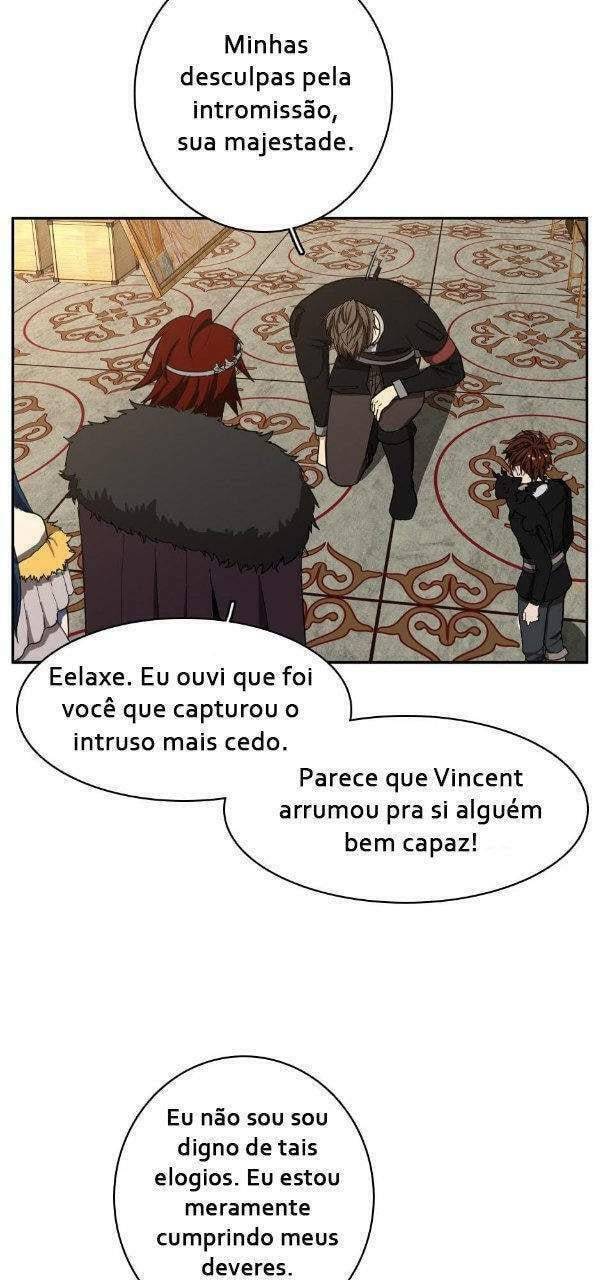 Minhas
desculpas pela
intromissão,
sua majestade.
Eelaxe. Eu ouvi que foi
você que capturou o
intruso mais cedo.
Parece que Vincent
arrumou pra si alguém
bem capaz!
Eu não sou sou
digno de tais
elogios. Eu estou
meramente
cumprindo meus
deveres.